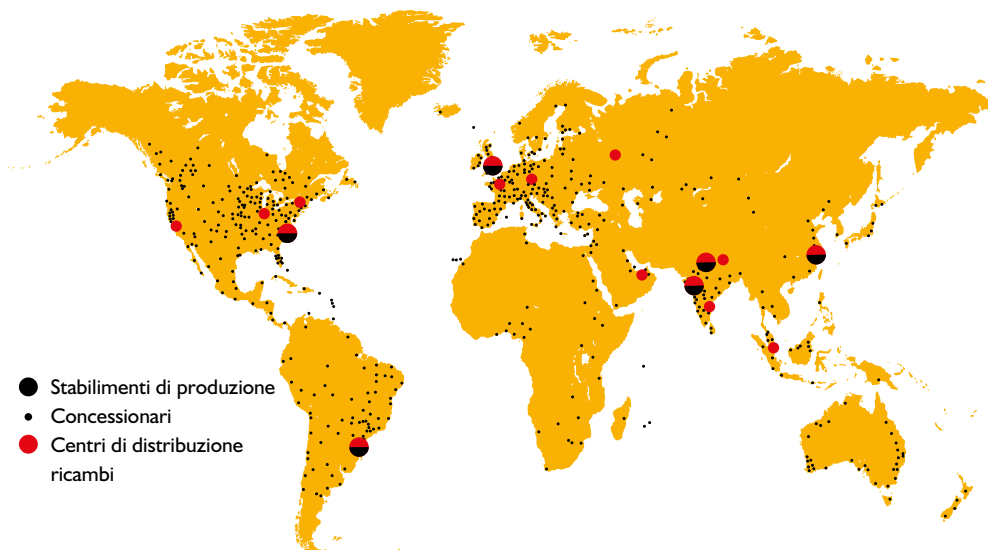 Stabilimenti di produzione
Concessionari
Centri di distribuzione
ricambi